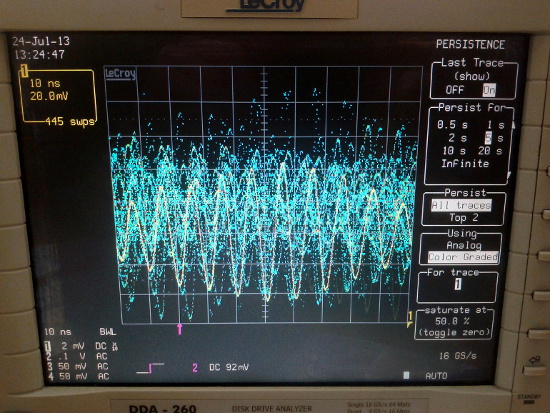 LeCroy
24-Jul-13
13:24:47
PERSISTENCE
LeCroy
1
10 ns
20.0mV
445 swps
Last Trace
(show)
OFF On
Persist For
0.5 s 1 s
2 s 5 s
10 s 20 s
Infinite
Persist
All traces
Top 2
Using
Analog
Color Graded
For trace
1
saturate at
50.0 %
(toggle zero)
1
10 ns BWL
1 2 mV DC
2 .1 V AC
3 50 mV AC
4 50 mV AC
2 DC 92mV
16 GS/s
AUTO
STANDBY
DDA - 260 DISK DRIVE ANALYZER